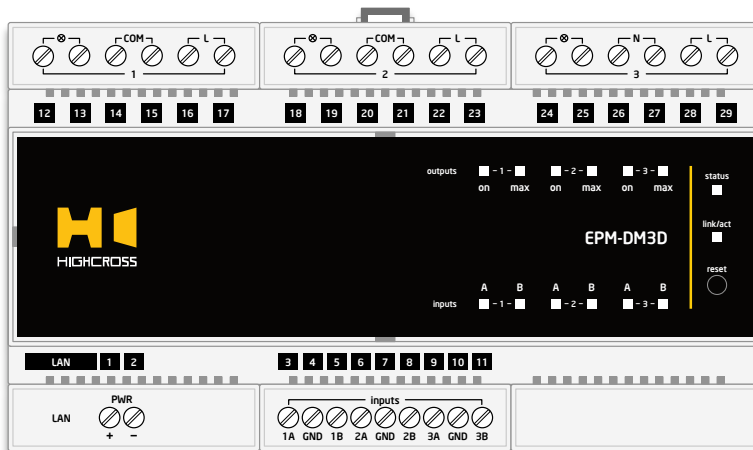 COM L COM L N L
1 2 3
12 13 14 15 16 17 18 19 20 21 22 23 24 25 26 27 28 29
outputs - 1 - - 2 - - 3 - status
on max on max on max
link/act
EPM-DM3D
HIGHCROSS
reset
A B A B A B
inputs - 1 - - 2 - - 3 -
LAN 1 2 3 4 5 6 7 8 9 10 11
PWR inputs
LAN
+ - 1A GND 1B 2A GND 2B 3A GND 3B